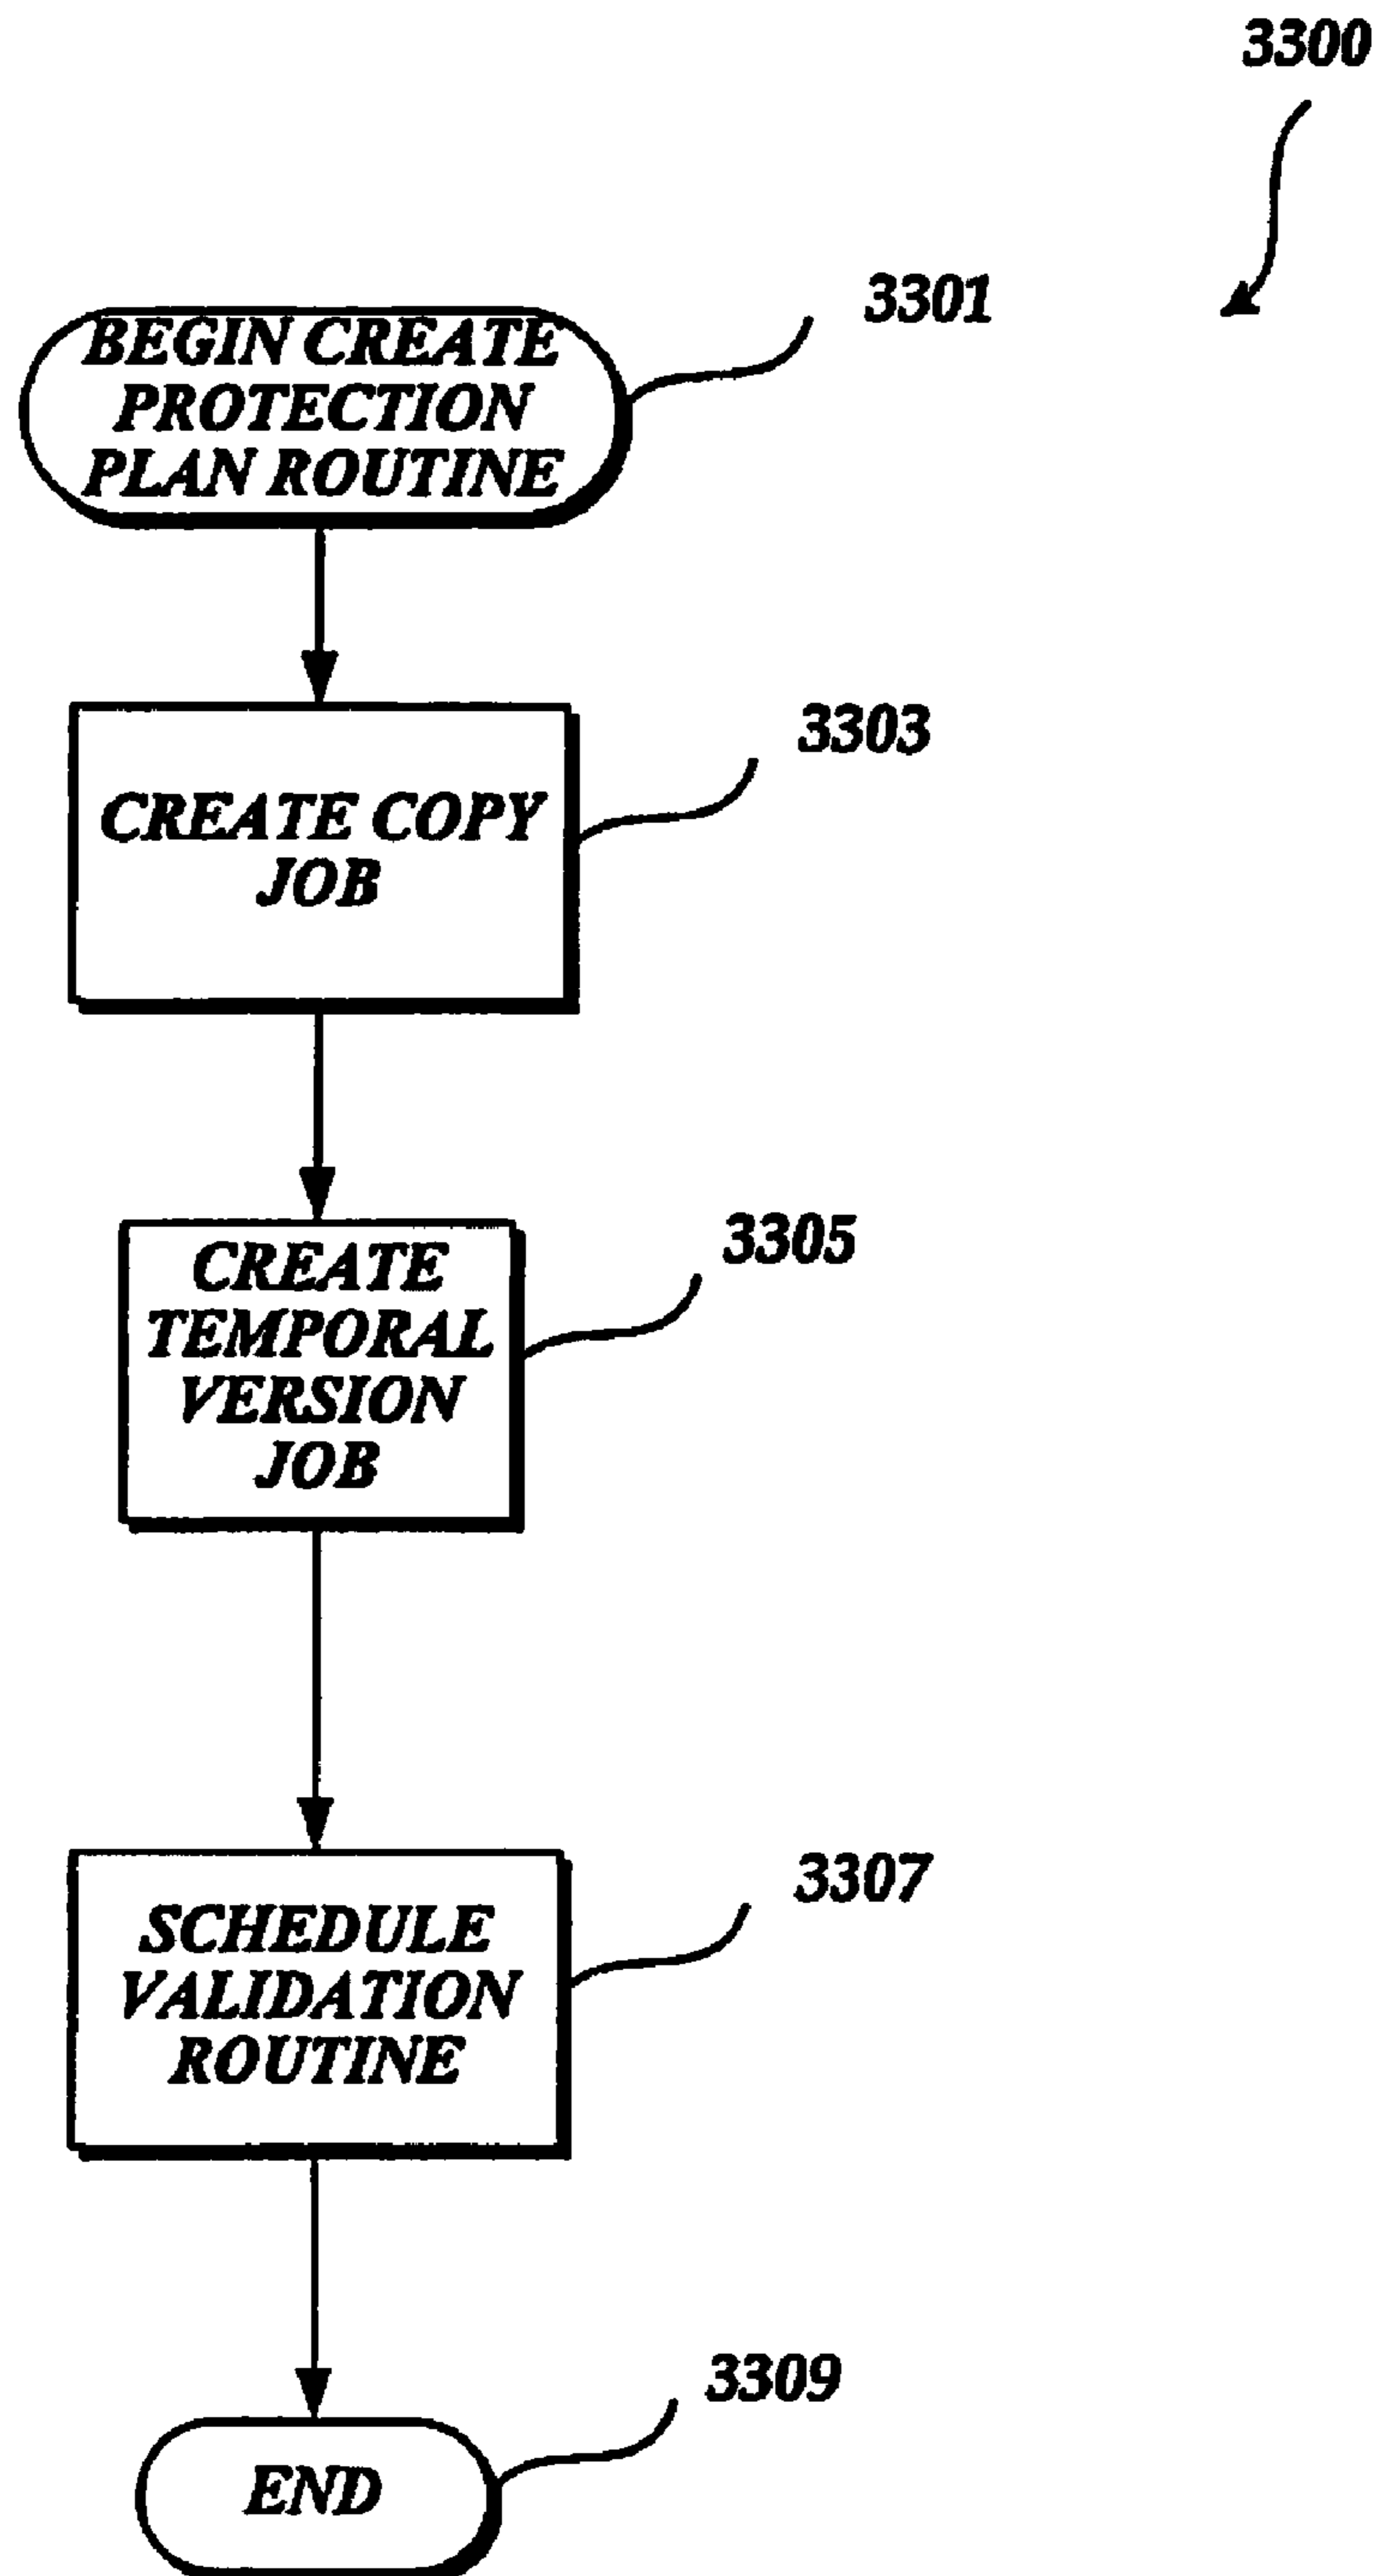 3300
3301
BEGIN CREATE
PROTECTION
PLAN ROUTINE
3303
CREATE COPY
JOB
3305
CREATE
TEMPORAL
VERSION
JOB
3307
SCHEDULE
VALIDATION
ROUTINE
3309
END